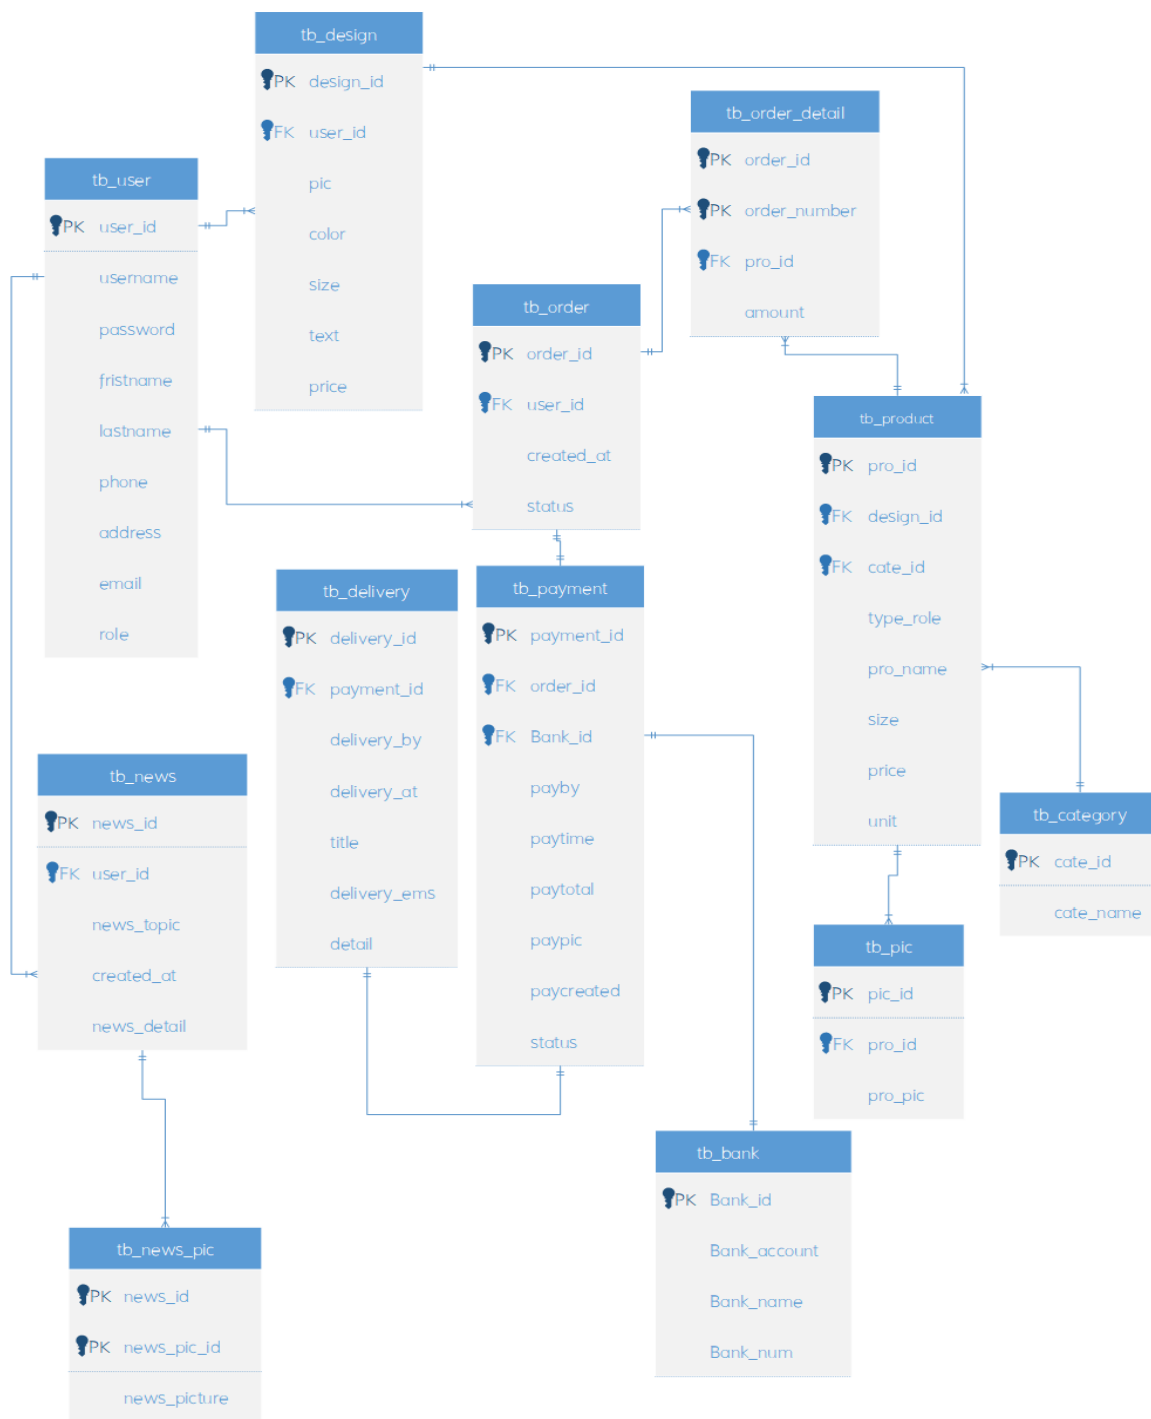 tb_design
PK design_id
FK user_id
pic
color
size
text
price
tb_order_detail
PK order_id
PK order_number
FK pro_id
amount
tb_user
PK user_id
username
password
fristname
lastname
phone
address
email
role
tb_order
PK order_id
FK user_id
created_at
status
tb_product
PK pro_id
FK design_id
FK cate_id
type_role
pro_name
size
price
unit
tb_delivery
PK delivery_id
FK payment_id
delivery_by
delivery_at
title
delivery_ems
detail
tb_payment
PK payment_id
FK order_id
FK Bank_id
payby
paytime
paytotal
paypic
paycreated
status
tb_news
PK news_id
FK user_id
news_topic
created_at
news_detail
tb_category
PK cate_id
cate_name
tb_pic
PK pic_id
FK pro_id
pro_pic
tb_bank
PK Bank_id
Bank_account
Bank_name
Bank_num
tb_news_pic
PK news_id
PK news_pic_id
news_picture